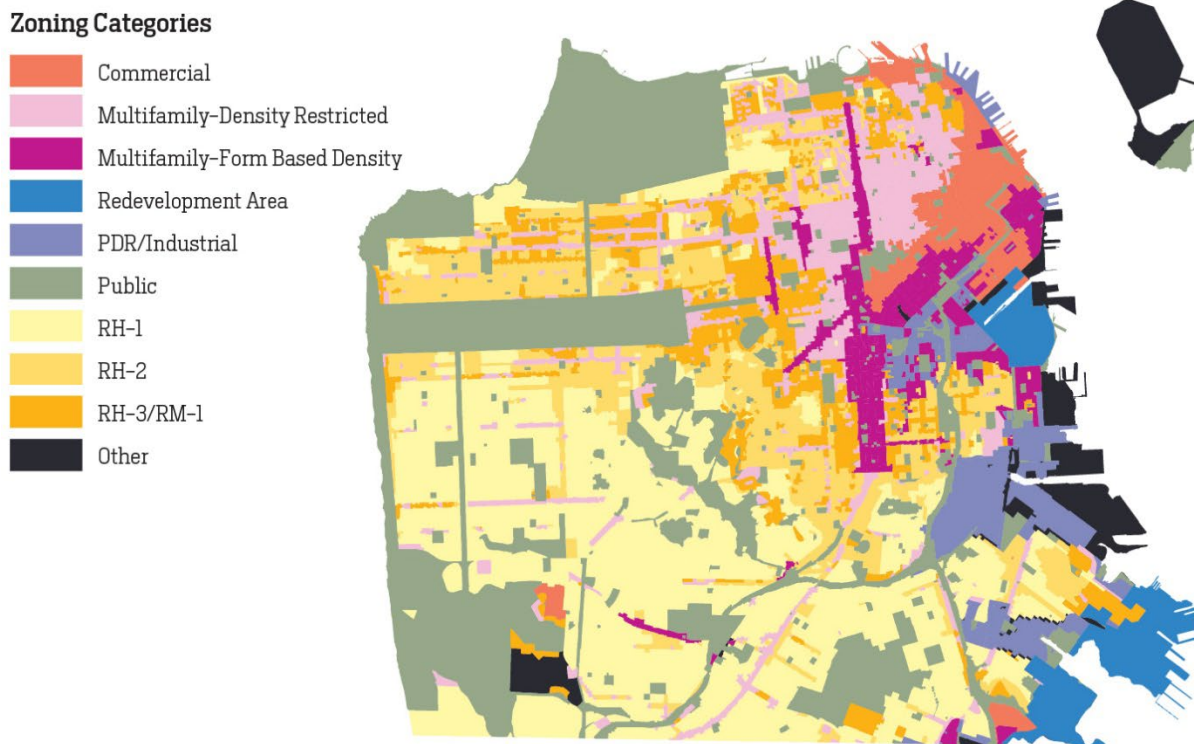 Zoning Categories
Commercial
Multifamily-Density Restricted
Multifamily-Form Based Density
Redevelopment Area
PDR/Industrial
Public
RH-1
RH-2
RH-3/RM-1
Other